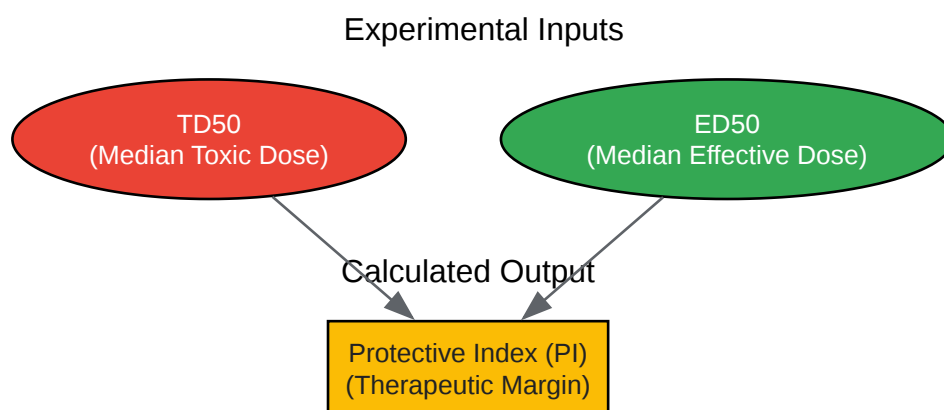 Experimental Inputs
TD50
(Median Toxic Dose)
ED50
(Median Effective Dose)
Calculated Output
Protective Index (PI)
(Therapeutic Margin)